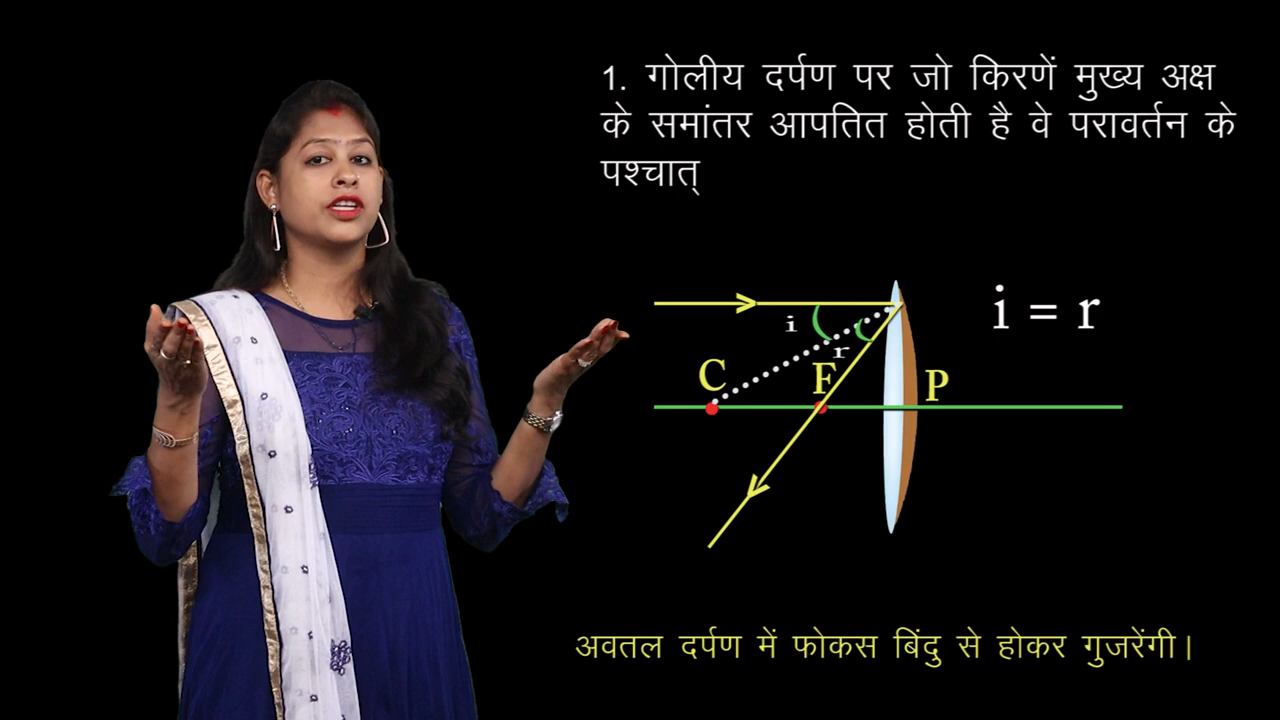 1. गोलीय दर्पण पर जो किरणें मुख्य अक्ष
के समांतर आपतित होती है वे परावर्तन के
पश्चात्
i = r
i
r
C
F
P
अवतल दर्पण में फोकस बिंदु से होकर गुजरेंगी।